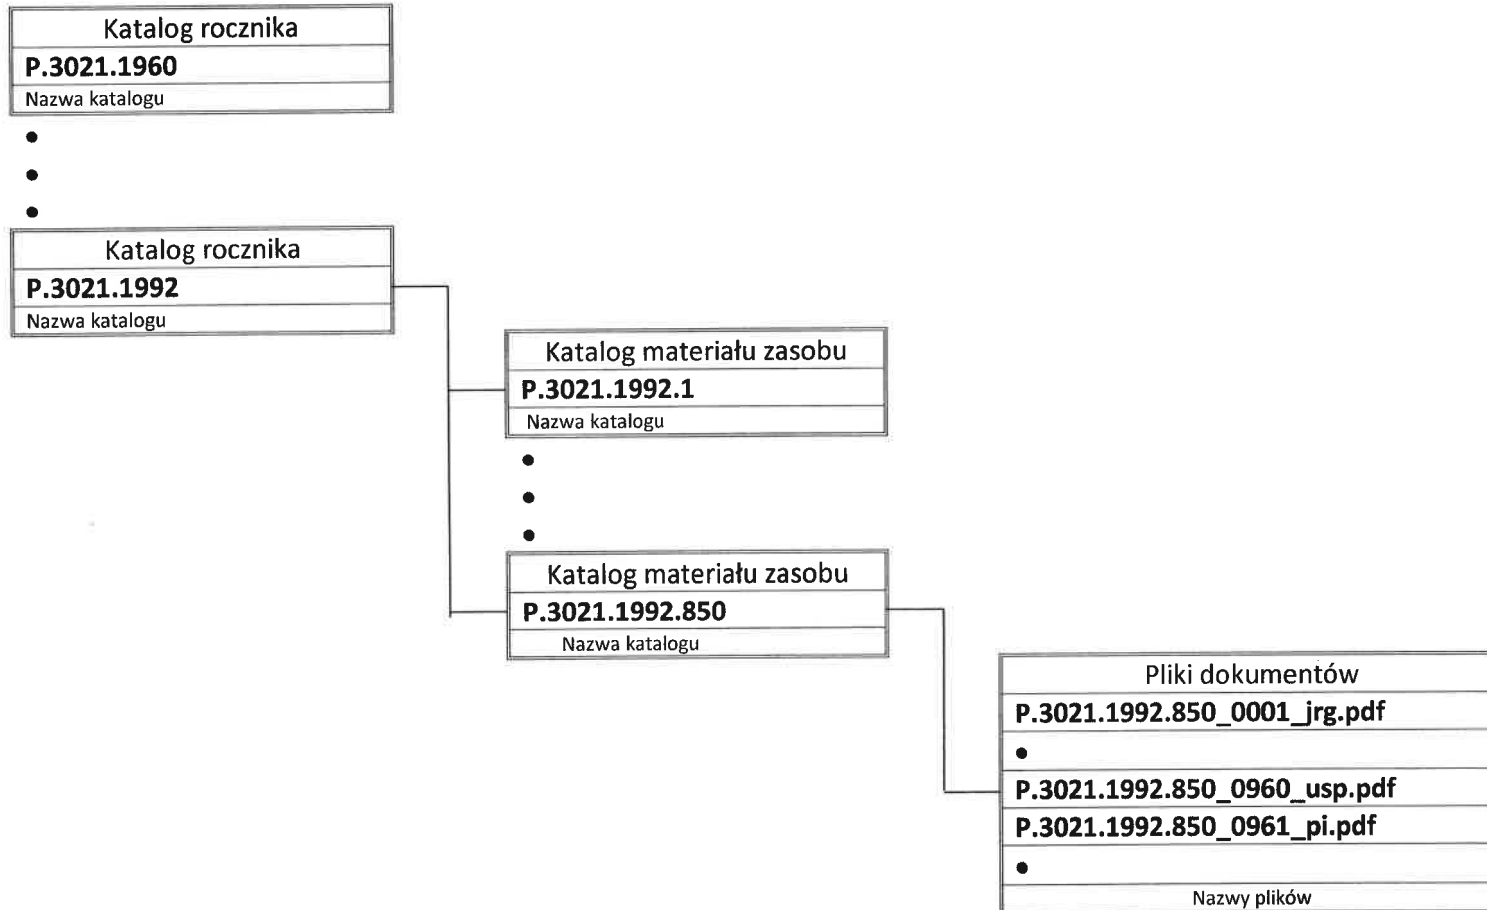 Katalog rocznika
P.3021.1960
Nazwa katalogu
•
•
•
Katalog rocznika
P.3021.1992
Nazwa katalogu
Katalog materiału zasobu
P.3021.1992.1
Nazwa katalogu
•
•
•
Katalog materiału zasobu
P.3021.1992.850
Nazwa katalogu
Pliki dokumentów
P.3021.1992.850_0001_jrg.pdf
•
P.3021.1992.850_0960_usp.pdf
P.3021.1992.850_0961_pi.pdf
•
Nazwy plików